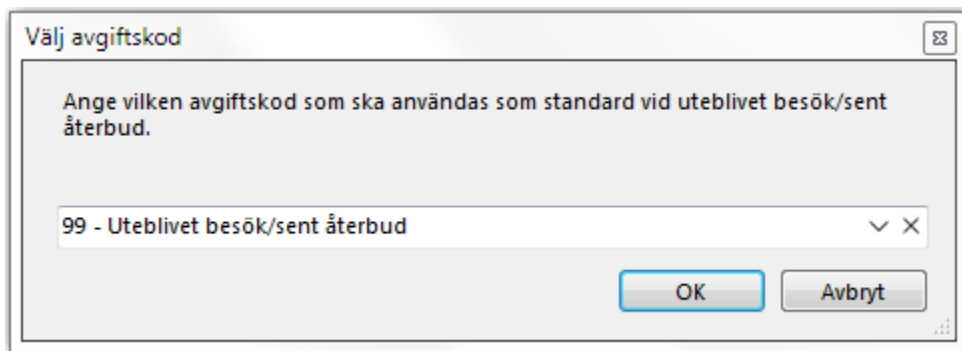 Välj avgiftskod
Ange vilken avgiftskod som ska användas som standard vid uteblivet besök/sent
återbud.
99 - Uteblivet besök/sent återbud
OK
Avbryt